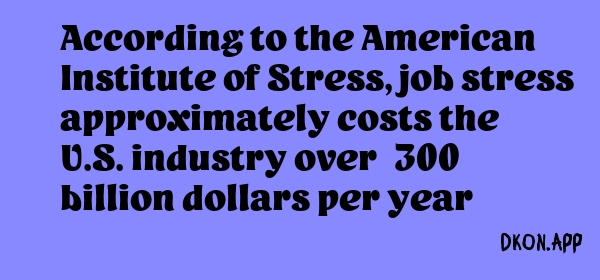 According to the American
Institute of Stress, job stress
approximately costs the
U.S. industry over 300
billion dollars per year
DKON.APP